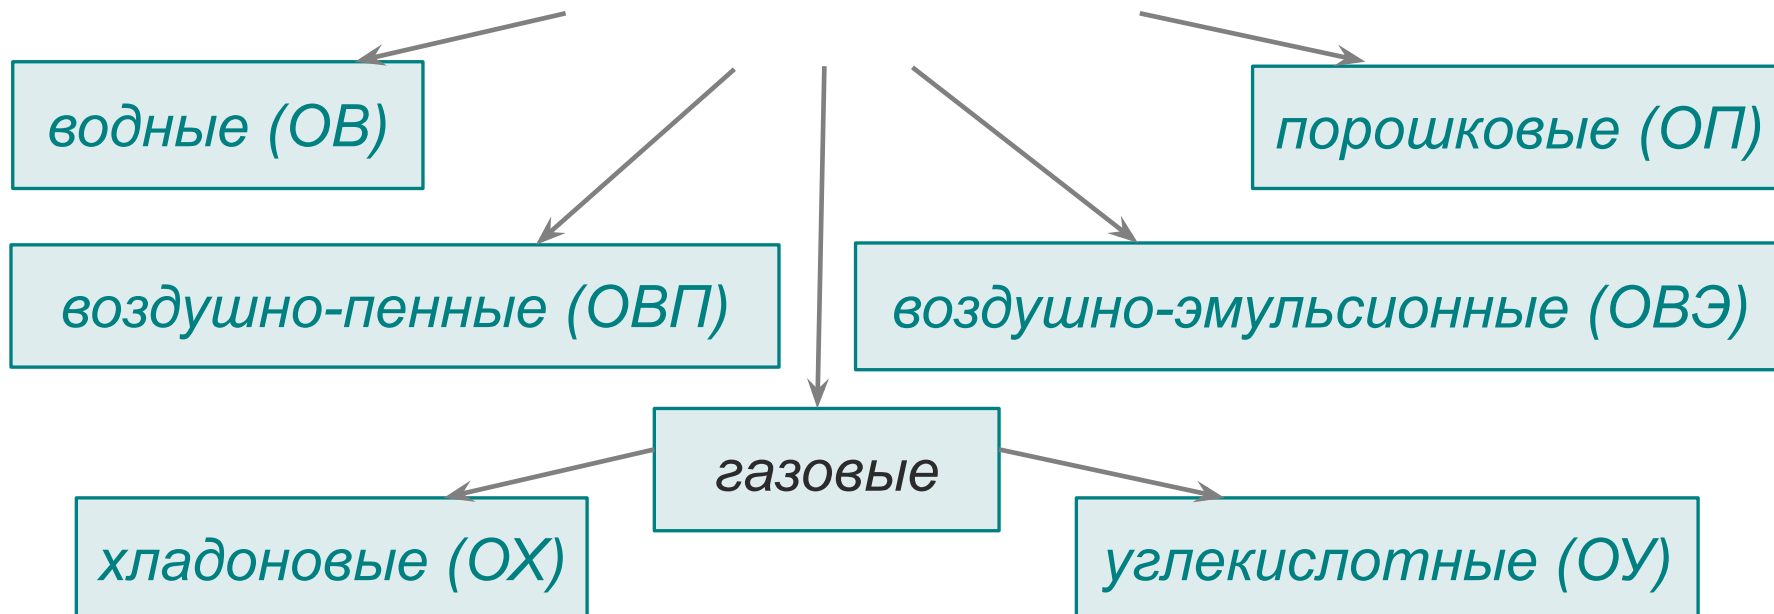 водные (ОВ)
порошковые (ОП)
воздушно-пенные (ОВП)
воздушно-эмульсионные (ОВЭ)
газовые
хладоновые (ОХ)
углекислотные (ОУ)